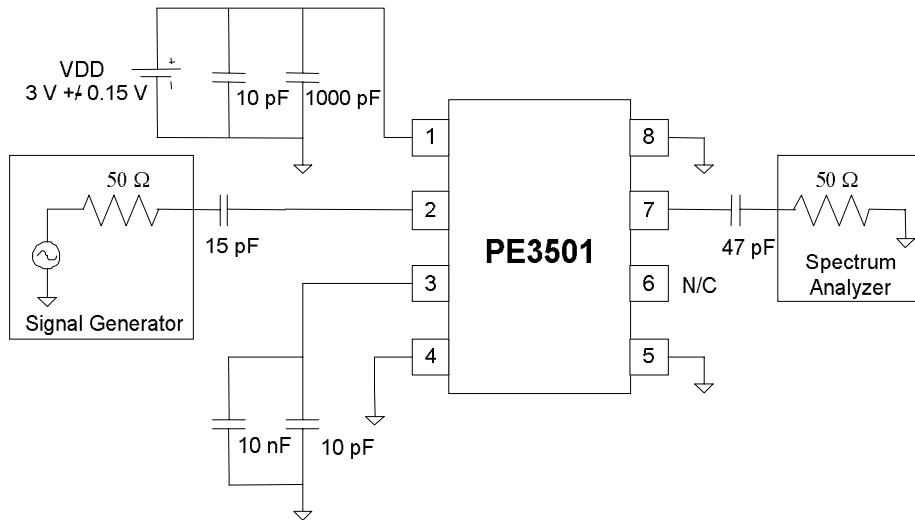 VDD
3 V +/- 0.15 V
10 pF
1000 pF
1
8
50 Ω
50 Ω
2
7
15 pF
47 pF
PE3501
Spectrum
Analyzer
3
6
N/C
Signal Generator
4
5
10 nF
10 pF